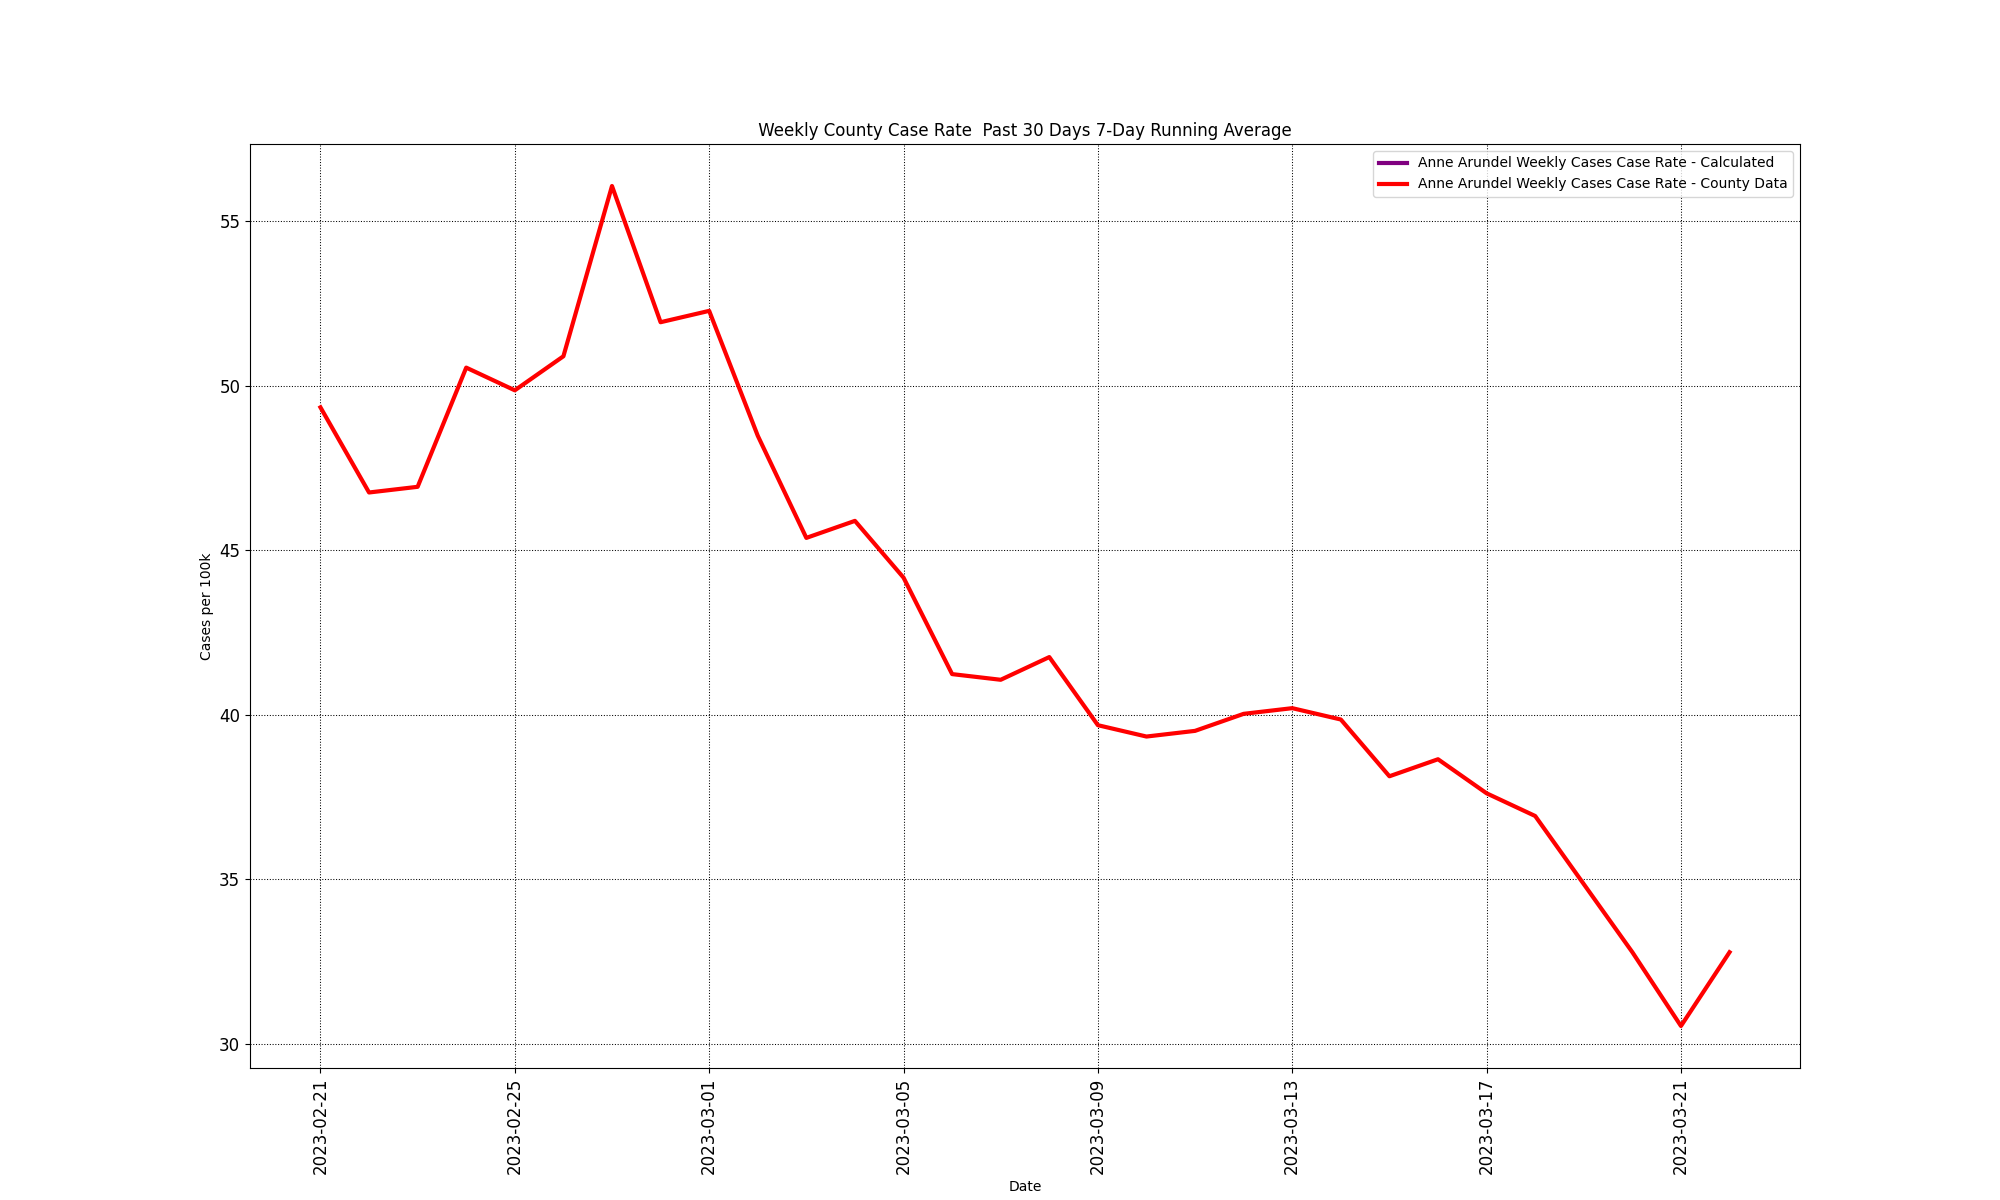 Weekly County Case Rate  Past 30 Days 7-Day Running Average
Anne Arundel Weekly Cases Case Rate - Calculated
Anne Arundel Weekly Cases Case Rate - County Data
Cases per 100k
55
50
45
40
35
30
2023-02-21
2023-02-25
2023-03-01
2023-03-05
2023-03-09
2023-03-13
2023-03-17
2023-03-21
Date